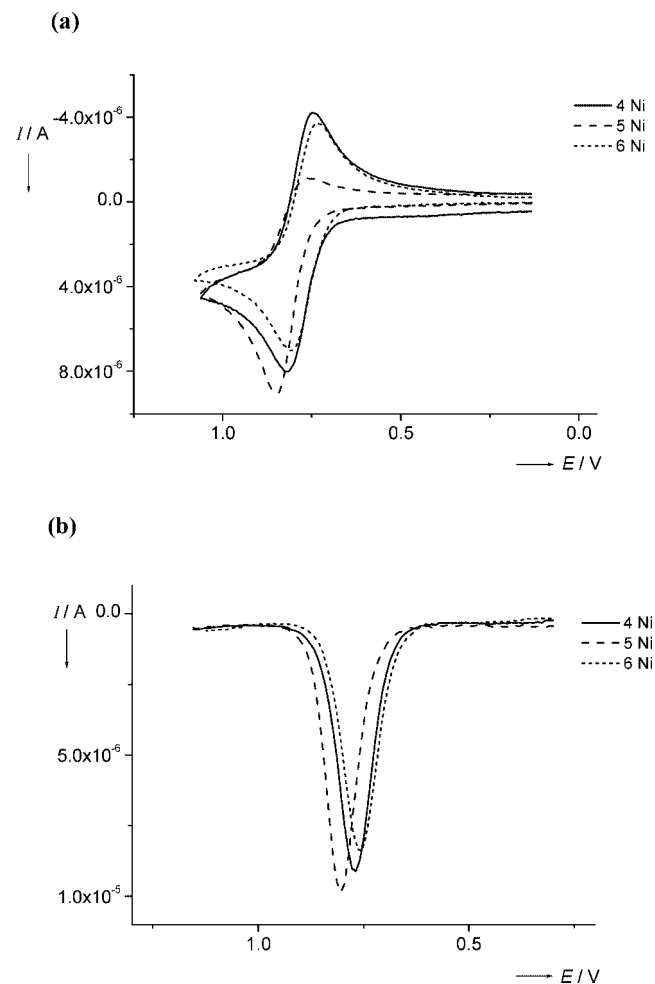 (a)
-4.0x10⁻⁶
I / A
0.0
4.0x10⁻⁶
8.0x10⁻⁶
4 Ni
5 Ni
6 Ni
1.0 0.5 0.0
E / V
(b)
I / A
0.0
5.0x10⁻⁶
1.0x10⁻⁵
4 Ni
5 Ni
6 Ni
1.0 0.5
E / V